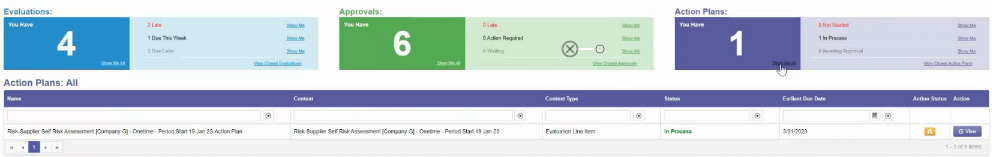 Evaluations:
You Have
4
Show Me All
2 Late Show Me
1 Due This Week Show Me
1 Due Later Show Me
View Closed Evaluations
Approvals:
You Have
6
Show Me All
6 Late Show Me
0 Action Required Show Me
0 Waiting Show Me
View Closed Approvals
Action Plans:
You Have
1
Show Me All
0 Not Started Show Me
1 In Process Show Me
0 Awaiting Approval Show Me
View Closed Action Plans
Action Plans: All
Name Context Context Type Status Earliest Due Date Action Status Action
Risk-Supplier Self Risk Assessment [Company G] - Onetime - Period Start 19 Jan 23-Action Plan Risk-Supplier Self Risk Assessment [Company G] - Onetime - Period Start 19 Jan 23 Evaluation Line Item In Process 3/31/2023 View
1
1 - 1 of 1 items